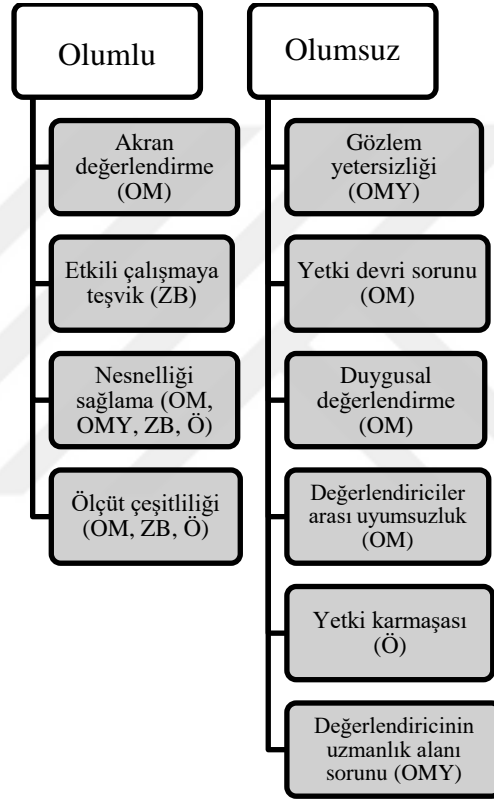 Olumlu
Akran
değerlendirme
(OM)
Etkili çalışmaya
teşvik (ZB)
Nesnelliği
sağlama (OM,
OMY, ZB, Ö)
Ölçüt çeşitliliği
(OM, ZB, Ö)
Olumsuz
Gözlem
yetersizliği
(OMY)
Yetki devri sorunu
(OM)
Duygusal
değerlendirme
(OM)
Değerlendiriciler
arası uyumsuzluk
(OM)
Yetki karmaşası
(Ö)
Değerlendiricinin
uzmanlık alanı
sorunu (OMY)